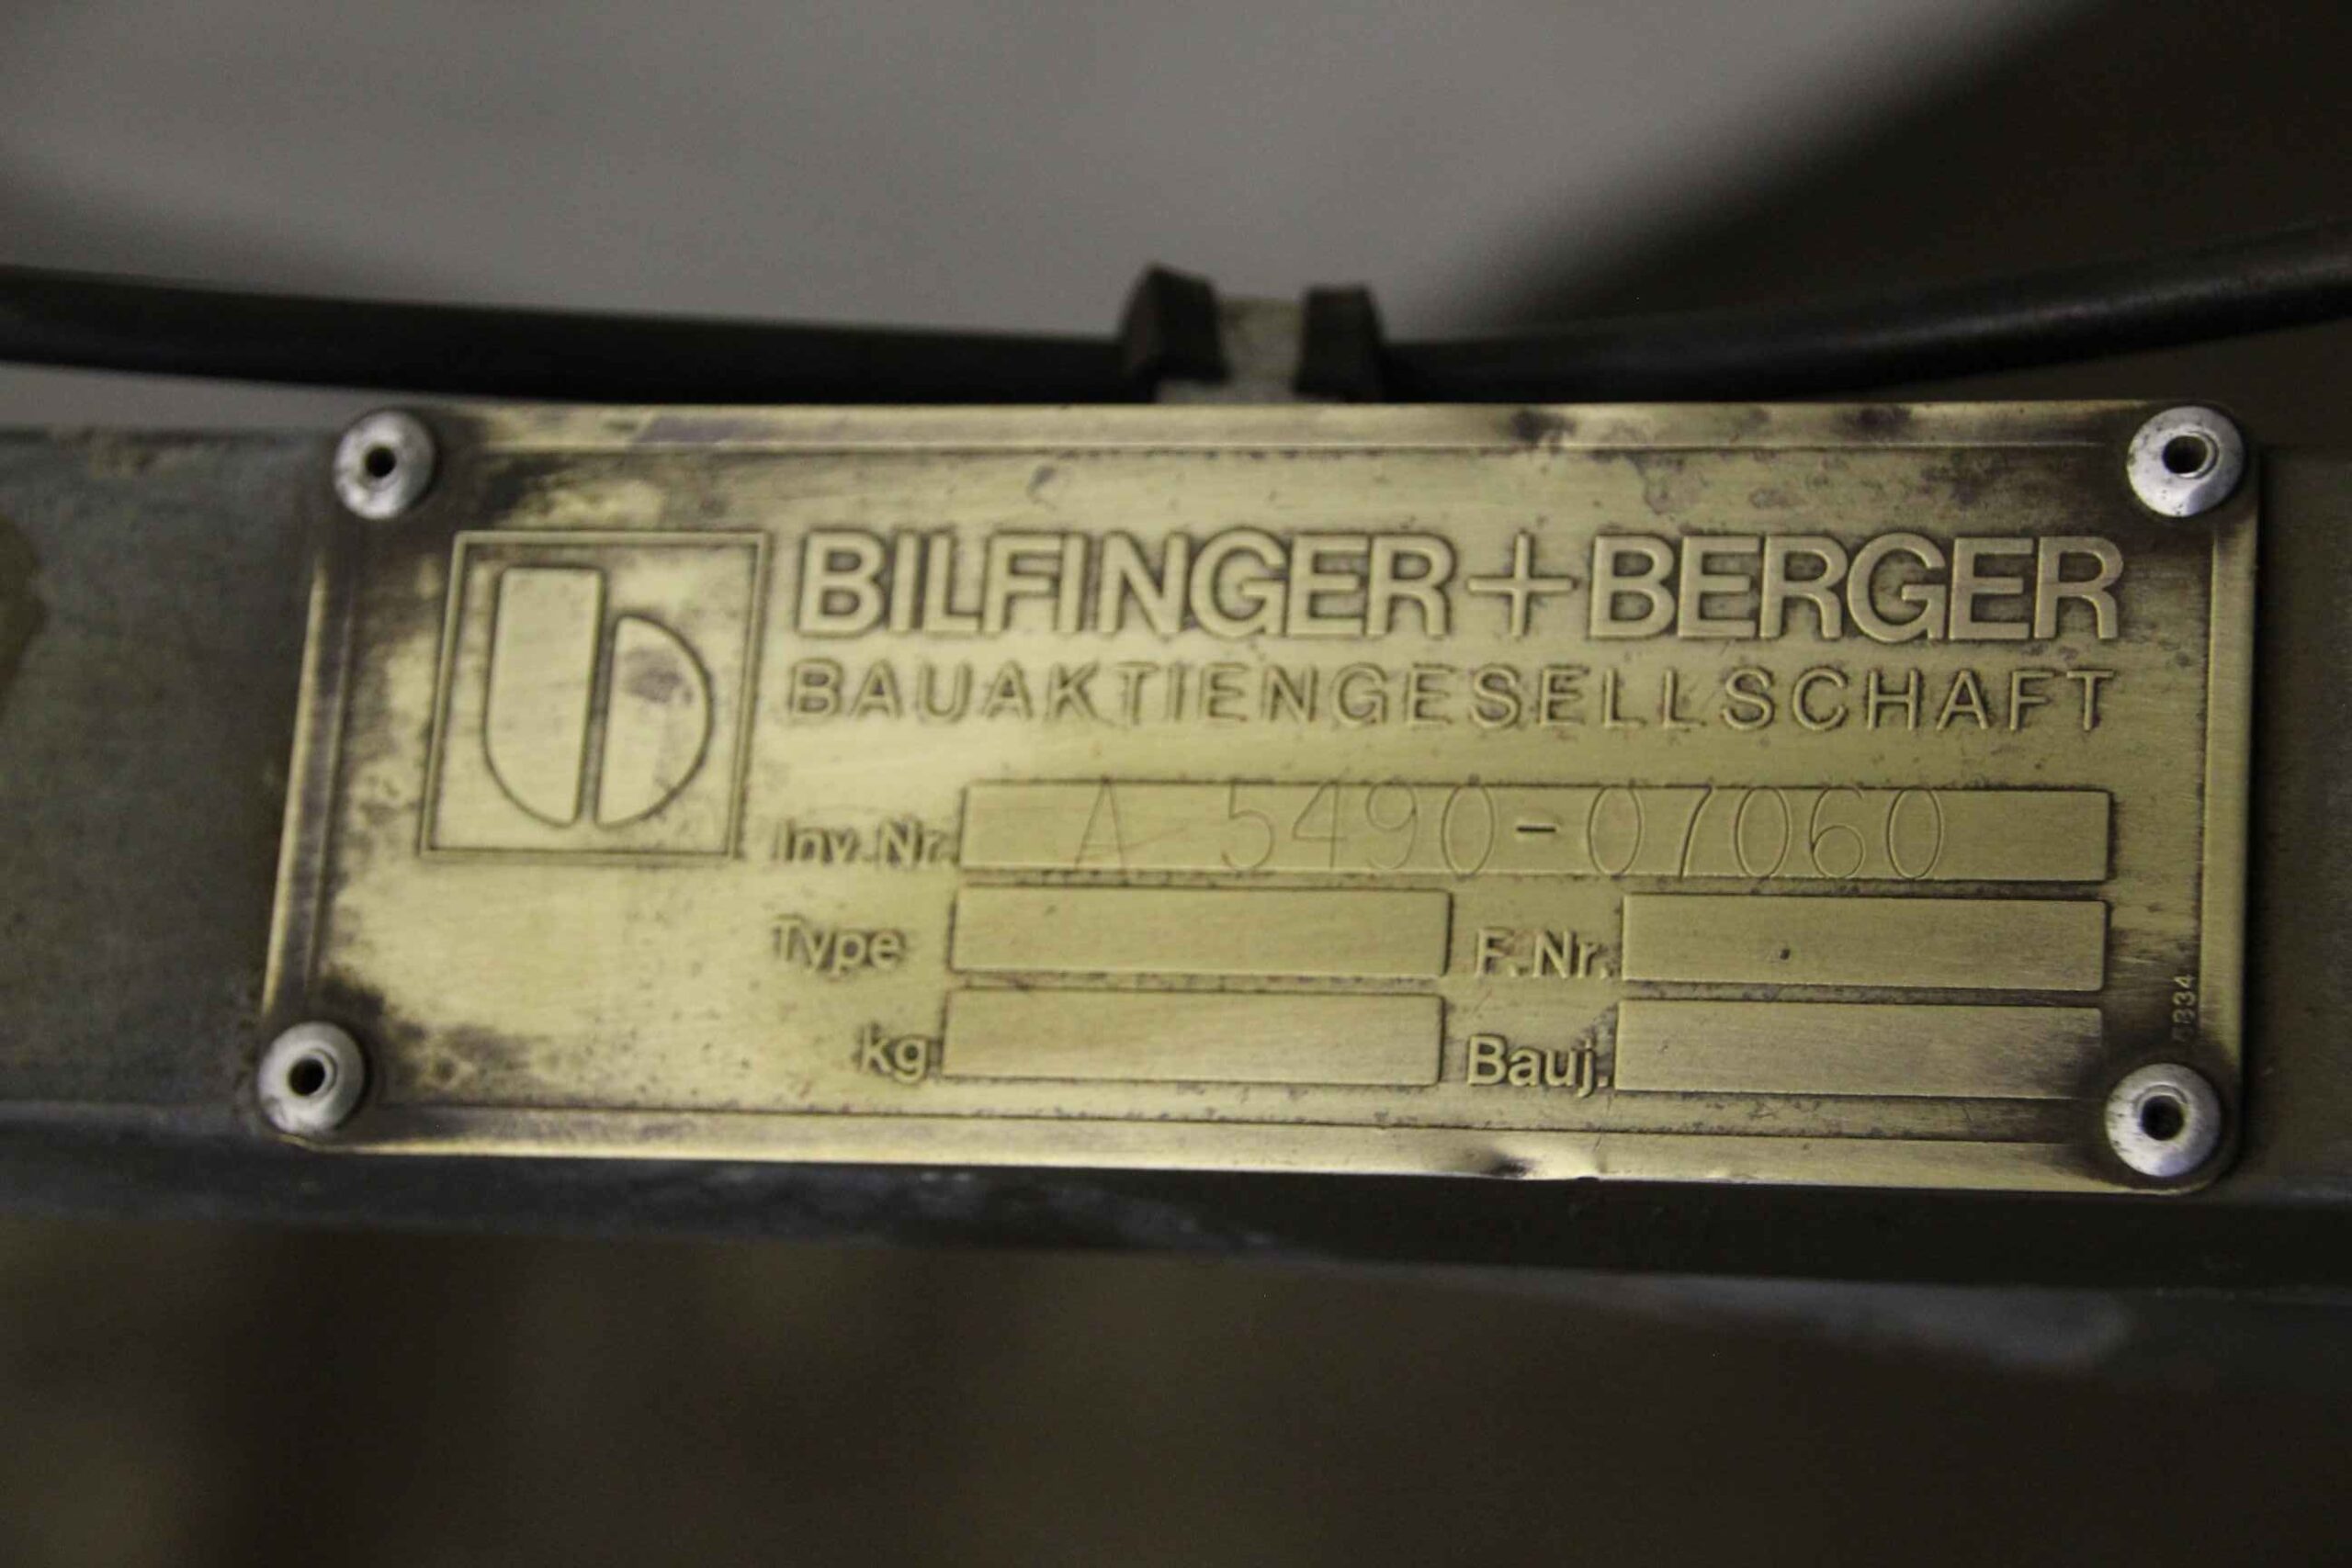 BILFINGER+BERGER
BAUAKTIENGESELLSCHAFT
Inv.Nr. A 5490-07060
Type F.Nr.
kg Bauj.